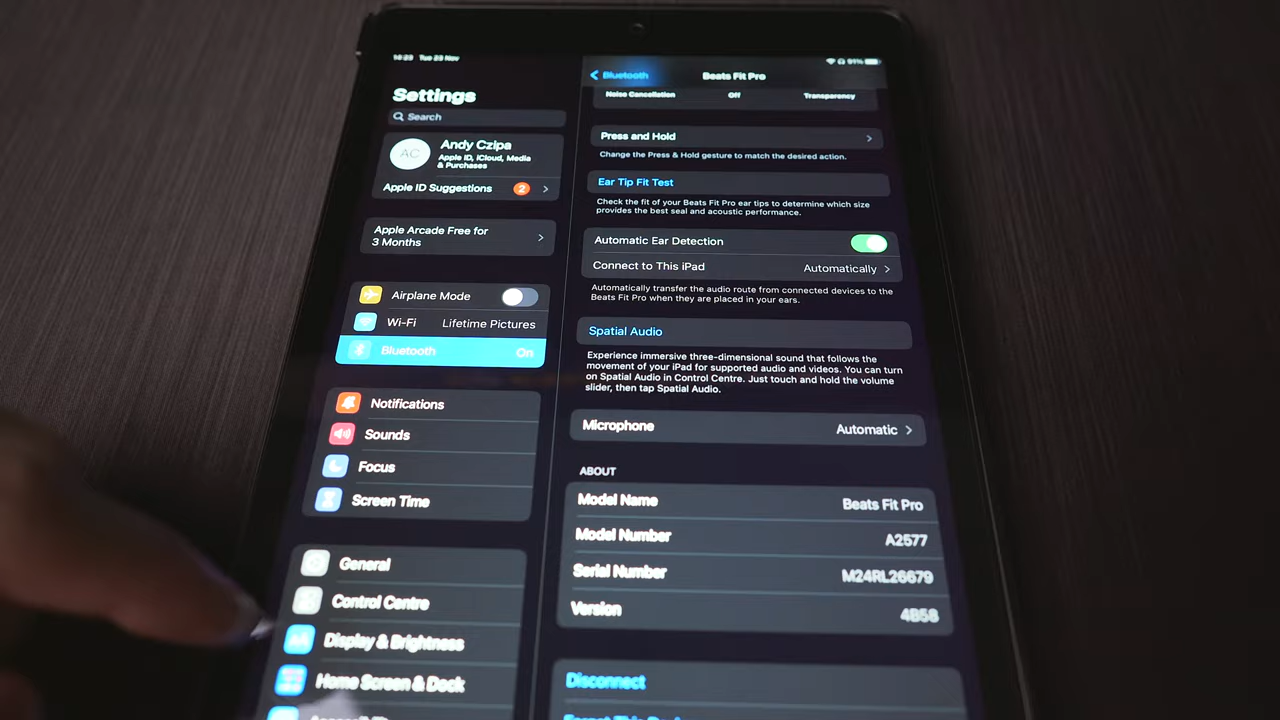 14:23 Tue 23 Nov
91%
Settings
Search
AC
Andy Czipa
Apple ID, iCloud, Media
& Purchases
Apple ID Suggestions 2
Apple Arcade Free for
3 Months
Airplane Mode
Wi-Fi Lifetime Pictures
Bluetooth On
Notifications
Sounds
Focus
Screen Time
General
Control Centre
Display & Brightness
Home Screen & Dock
Bluetooth Beats Fit Pro
Noise Cancellation Off Transparency
Press and Hold
Change the Press & Hold gesture to match the desired action.
Ear Tip Fit Test
Check the fit of your Beats Fit Pro ear tips to determine which size
provides the best seal and acoustic performance.
Automatic Ear Detection
Connect to This iPad Automatically
Automatically transfer the audio route from connected devices to the
Beats Fit Pro when they are placed in your ears.
Spatial Audio
Experience immersive three-dimensional sound that follows the
movement of your iPad for supported audio and videos. You can turn
on Spatial Audio in Control Centre. Just touch and hold the volume
slider, then tap Spatial Audio.
Microphone Automatic
ABOUT
Model Name Beats Fit Pro
Model Number A2577
Serial Number M24RL26679
Version 4B58
Disconnect